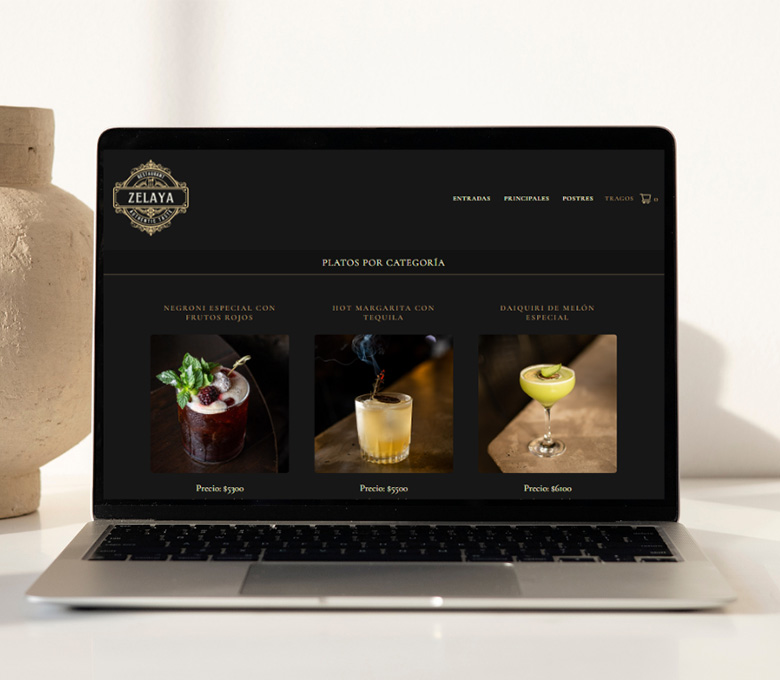 RESTAURANT
ZELAYA
AUTHENTIC TASTE
ENTRADAS PRINCIPALES POSTRES TRAGOS 0
PLATOS POR CATEGORÍA
NEGRONI ESPECIAL CON
FRUTOS ROJOS
HOT MARGARITA CON
TEQUILA
DAIQUIRI DE MELÓN
ESPECIAL
Precio: $5300
Precio: $5500
Precio: $6100